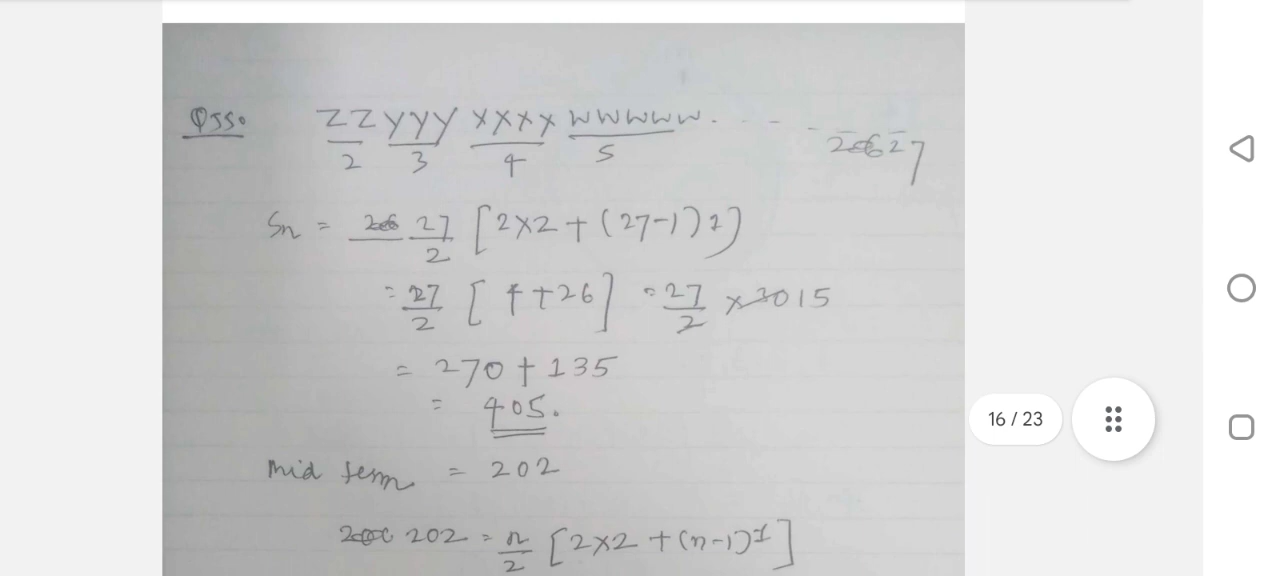 Q55.
ZZ YYY XXXX WWWWW. - - - - 27
2 3 4 5
Sn = 27/2 [2×2+(27-1)1]
= 27/2 [4+26] = 27/2 × 30 15
= 270 + 135
= 405.
Mid term = 202
202 = n/2 [2×2+(n-1)1]
16 / 23